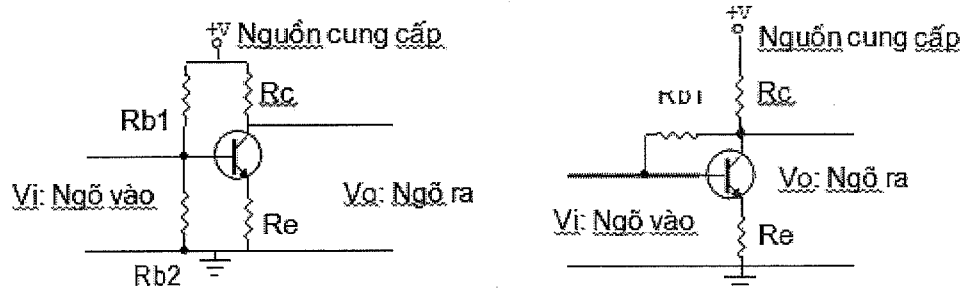 +V Nguồn cung cấp
Rc
Rb1
Vi: Ngõ vào
Vo: Ngõ ra
Re
Rb2
+V
Nguồn cung cấp
Rc
Vo: Ngõ ra
Vi: Ngõ vào
Re